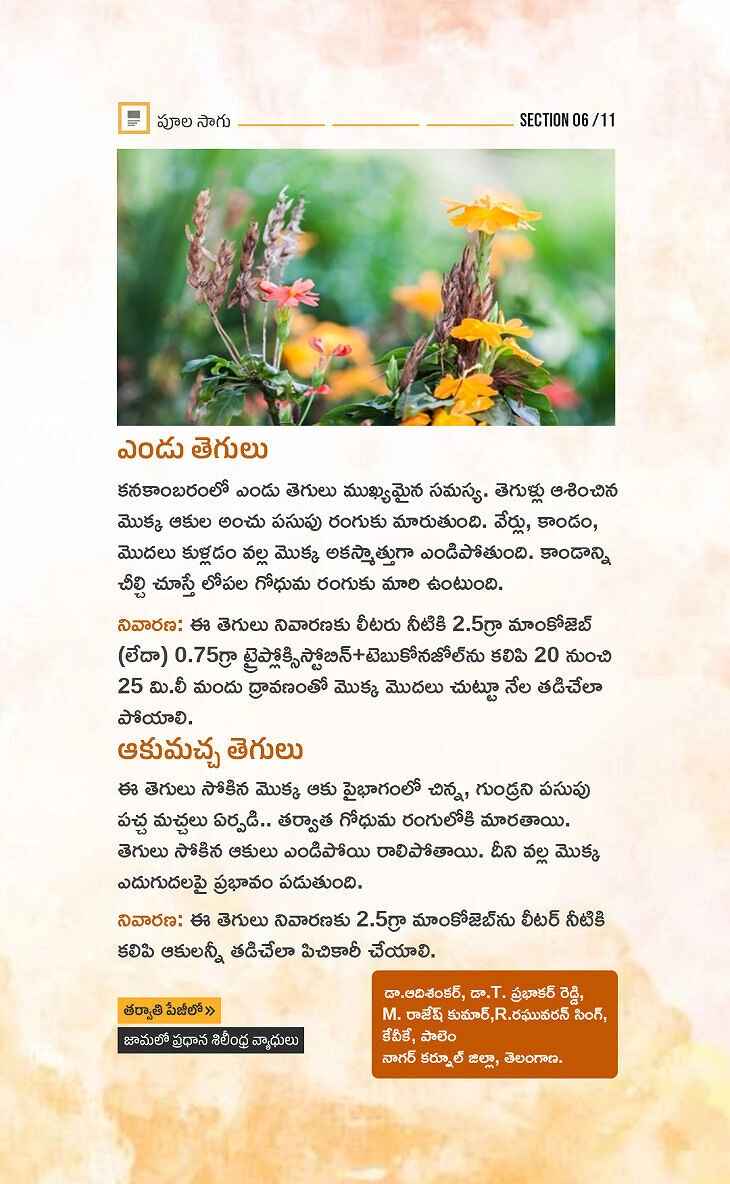 పూల సాగు
SECTION 06 /11
ఎండు తెగులు
కనకాంబరంలో ఎండు తెగులు ముఖ్యమైన సమస్య. తెగుళ్లు ఆశించిన
మొక్క ఆకుల అంచు పసుపు రంగుకు మారుతుంది. వేర్లు, కాండం,
మొదలు కుళ్లడం వల్ల మొక్క అకస్మాత్తుగా ఎండిపోతుంది. కాండాన్ని
చీల్చి చూస్తే లోపల గోధుమ రంగుకు మారి ఉంటుంది.
నివారణ: ఈ తెగులు నివారణకు లీటరు నీటికి 2.5గ్రా మాంకోజెబ్
(లేదా) 0.75గ్రా ట్రైఫ్లోక్సిస్ట్రోబిన్+టెబుకోనజోల్‌ను కలిపి 20 నుంచి
25 మి.లీ మందు ద్రావణంతో మొక్క మొదలు చుట్టూ నేల తడిచేలా
పోయాలి.
ఆకుమచ్చ తెగులు
ఈ తెగులు సోకిన మొక్క ఆకు పైభాగంలో చిన్న, గుండ్రని పసుపు
పచ్చ మచ్చలు ఏర్పడి.. తర్వాత గోధుమ రంగులోకి మారతాయి.
తెగులు సోకిన ఆకులు ఎండిపోయి రాలిపోతాయి. దీని వల్ల మొక్క
ఎదుగుదలపై ప్రభావం పడుతుంది.
నివారణ: ఈ తెగులు నివారణకు 2.5గ్రా మాంకోజెబ్‌ను లీటర్ నీటికి
కలిపి ఆకులన్నీ తడిచేలా పిచికారీ చేయాలి.
డా.ఆదిశంకర్, డా.T. ప్రభాకర్ రెడ్డి,
M. రాజేష్ కుమార్,R.రఘువరన్ సింగ్,
కేవీకే, పాలెం
నాగర్ కర్నూల్ జిల్లా, తెలంగాణ.
తర్వాతి పేజీలో»
జామలో ప్రధాన శిలీంధ్ర వ్యాధులు